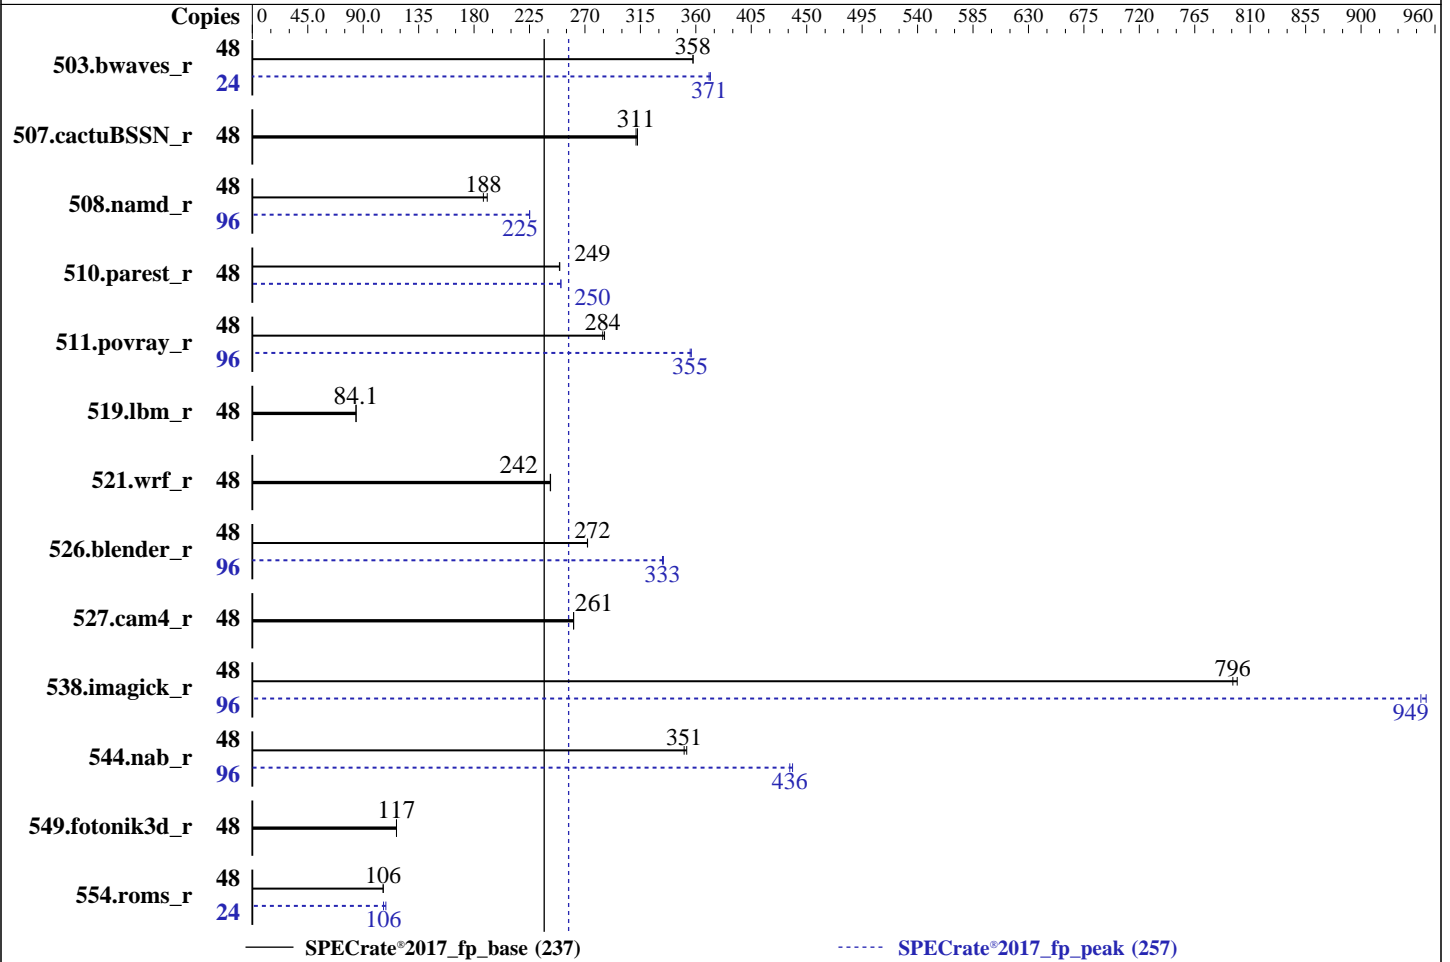 Copies 0 45.0 90.0 135 180 225 270 315 360 405 450 495 540 585 630 675 720 765 810 855 900 960
503.bwaves_r 48 358
24 371
507.cactuBSSN_r 48 311
508.namd_r 48 188
96 225
510.parest_r 48 249
250
511.povray_r 48 284
96 355
519.lbm_r 48 84.1
521.wrf_r 48 242
526.blender_r 48 272
96 333
527.cam4_r 48 261
538.imagick_r 48 796
96 949
544.nab_r 48 351
96 436
549.fotonik3d_r 48 117
554.roms_r 48 106
24 106
SPECrate®2017_fp_base (237) SPECrate®2017_fp_peak (257)